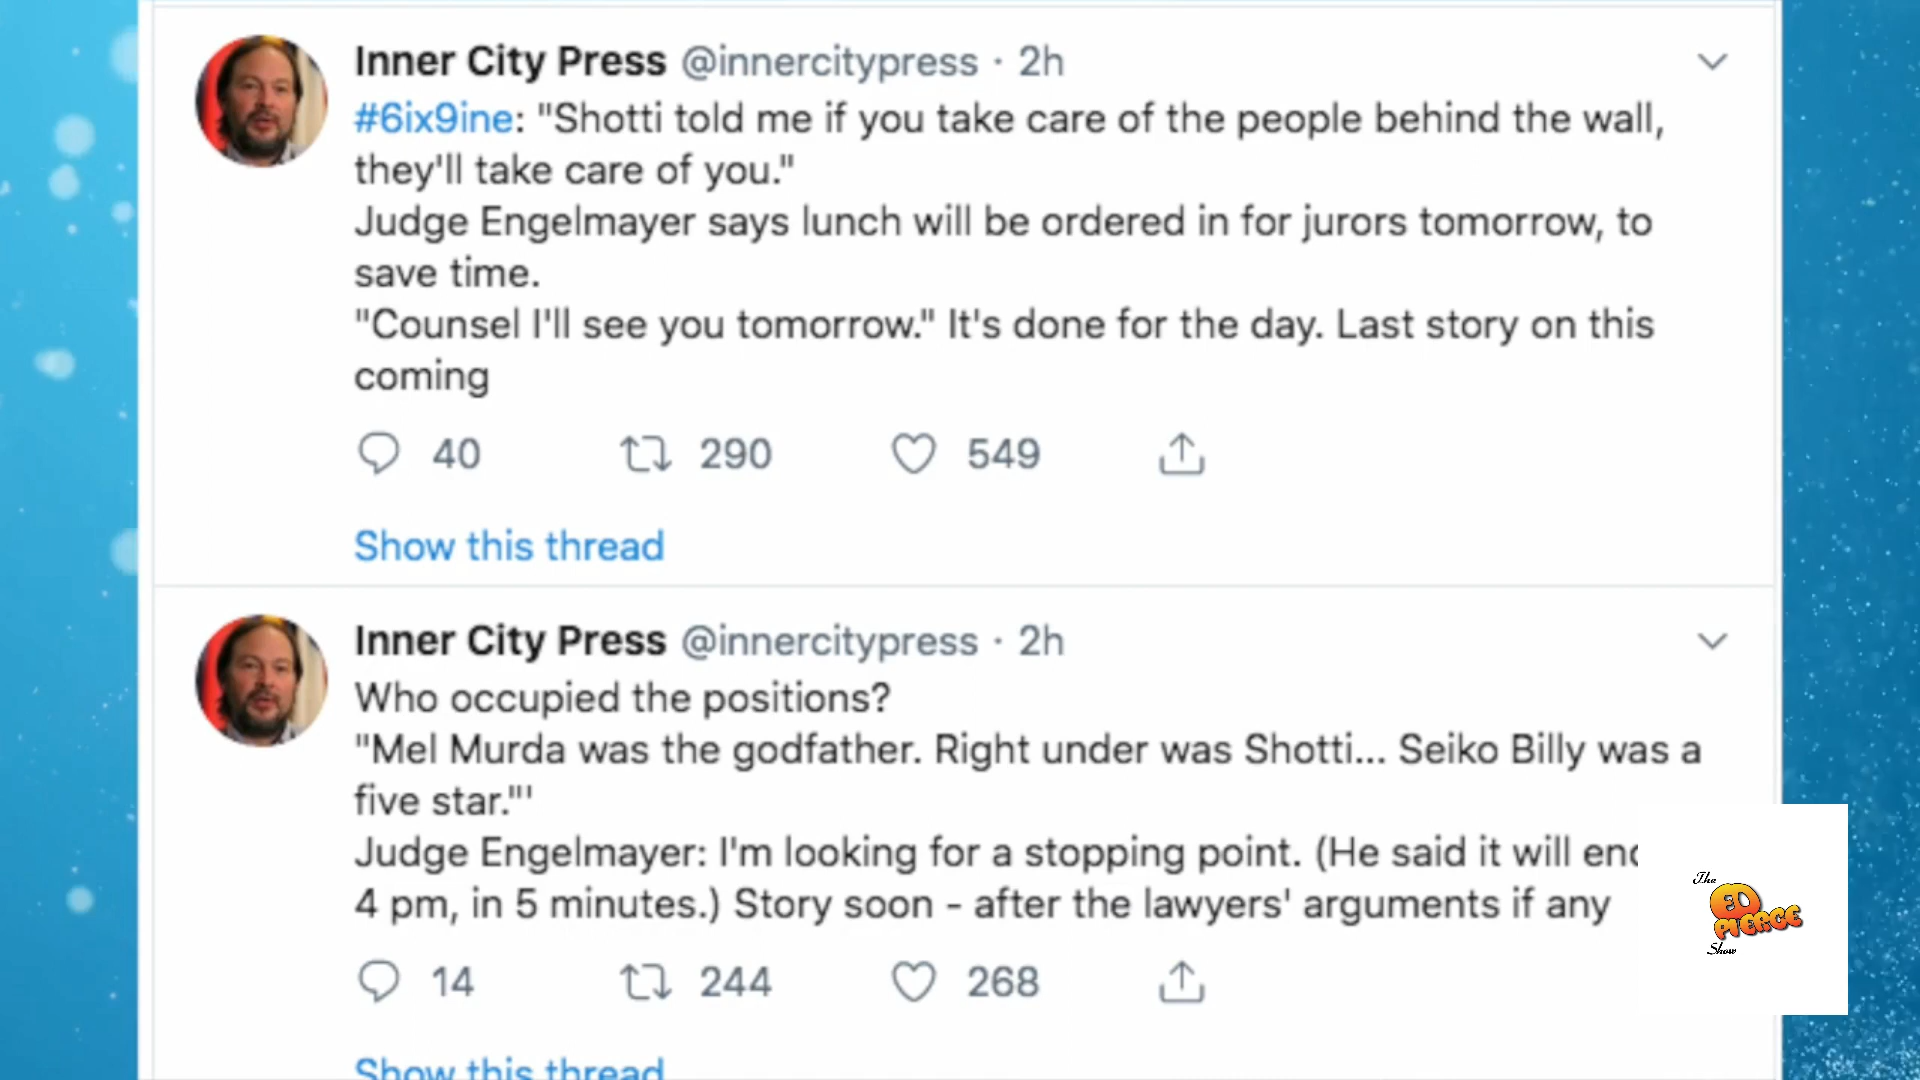 Inner City Press @innercitypress · 2h
#6ix9ine: "Shotti told me if you take care of the people behind the wall,
they'll take care of you."
Judge Engelmayer says lunch will be ordered in for jurors tomorrow, to
save time.
"Counsel I'll see you tomorrow." It's done for the day. Last story on this
coming
40 290 549
Show this thread
Inner City Press @innercitypress · 2h
Who occupied the positions?
"Mel Murda was the godfather. Right under was Shotti... Seiko Billy was a
five star."'
Judge Engelmayer: I'm looking for a stopping point. (He said it will end
4 pm, in 5 minutes.) Story soon - after the lawyers' arguments if any
14 244 268
Show this thread
The
ED
PIERCE
Show